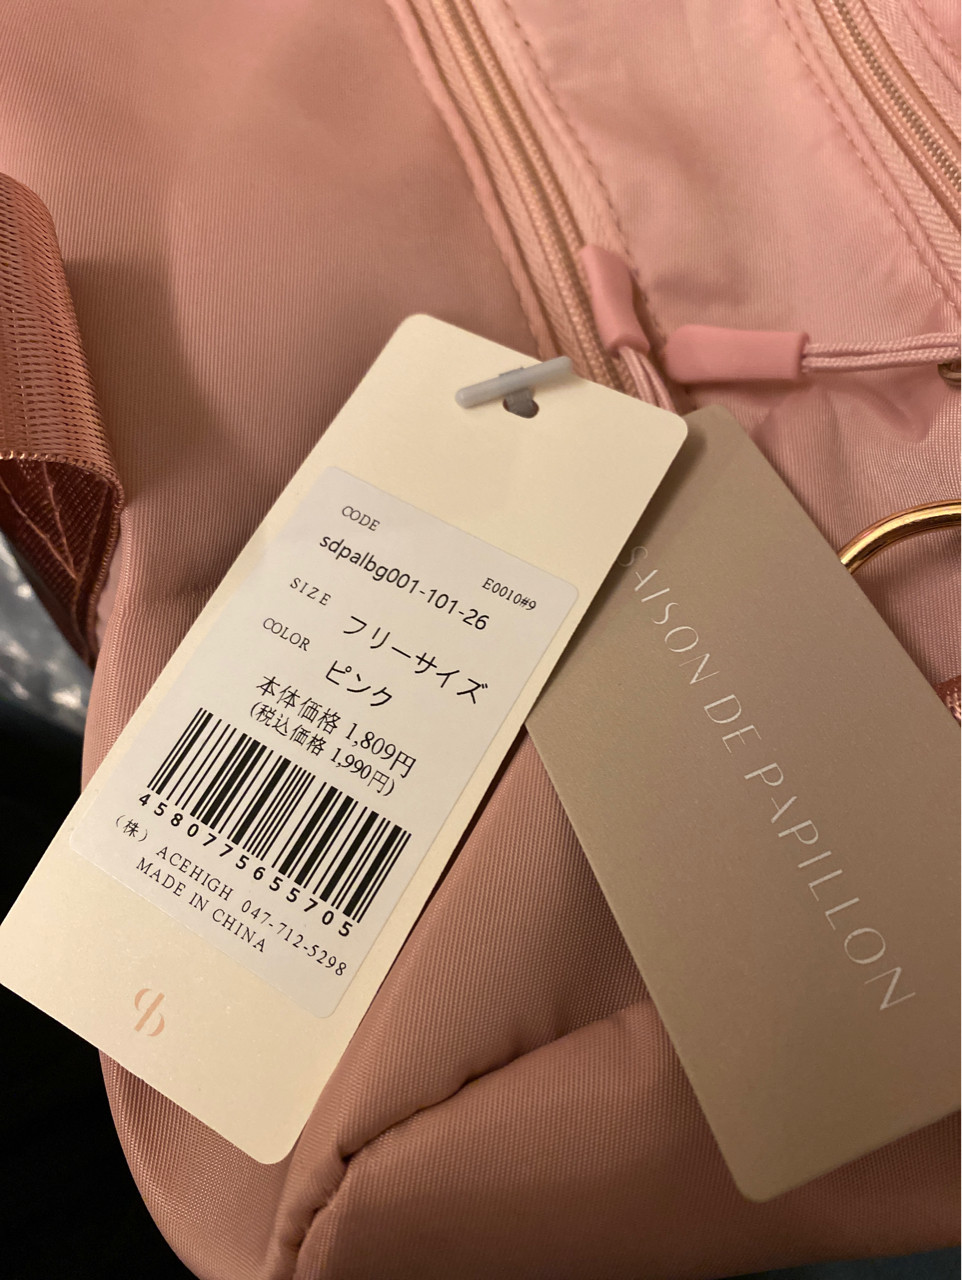 CODE
sdpalbg001-101-26
E0010#9
SIZE
フリーサイズ
COLOR
ピンク
本体価格 1,809円
(税込価格 1,990円)
4580775655705
(株) ACEHIGH 047-712-5298
MADE IN CHINA
SAISON DE PAPILLON